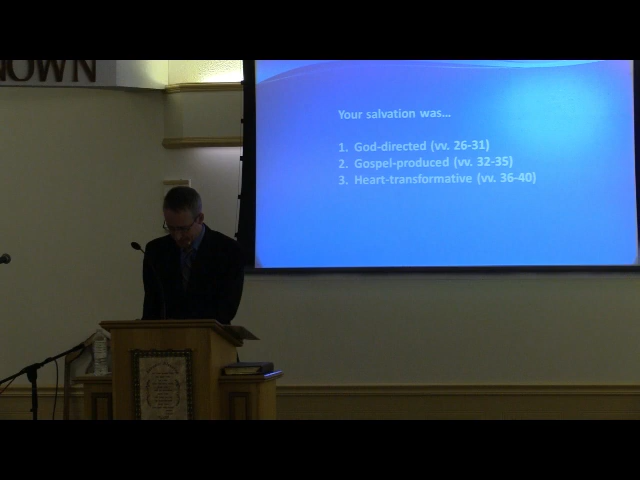 NOWN
Your salvation was...
1. God-directed (vv. 26-31)
2. Gospel-produced (vv. 32-35)
3. Heart-transformative (vv. 36-40)